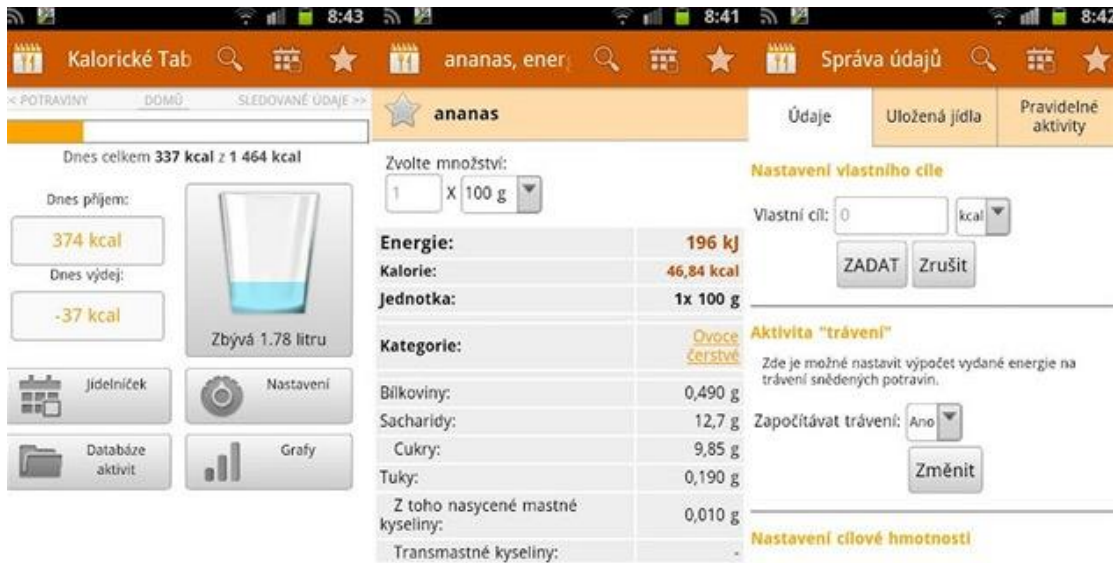 8:43
Kalorické Tab
<< POTRAVINY DOMŮ SLEDOVANÉ ÚDAJE >>
Dnes celkem 337 kcal z 1 464 kcal
Dnes příjem:
374 kcal
Dnes výdej:
-37 kcal
Zbývá 1.78 litru
Jídelníček
Nastavení
Databáze
aktivit
Grafy
8:41
ananas, ener
ananas
Zvolte množství:
1 X 100 g
Energie: 196 kJ
Kalorie: 46,84 kcal
Jednotka: 1x 100 g
Kategorie: Ovoce
čerstvé
Bílkoviny: 0,490 g
Sacharidy: 12,7 g
Cukry: 9,85 g
Tuky: 0,190 g
Z toho nasycené mastné
kyseliny: 0,010 g
Transmastné kyseliny: -
8:42
Správa údajů
Údaje
Uložená jídla
Pravidelné
aktivity
Nastavení vlastního cíle
Vlastní cíl: 0 kcal
ZADAT Zrušit
Aktivita "trávení"
Zde je možné nastavit výpočet vydané energie na
trávení snědených potravin.
Započítávat trávení: Ano
Změnit
Nastavení cílové hmotnosti